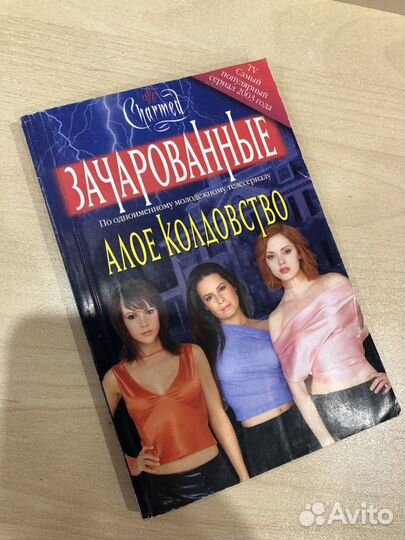 TV
Самый
популярный
сериал 2003 года
Charmed
ЗАЧАРОВАННЫЕ
По одноименному молодежному телесериалу
АЛОЕ КОЛДОВСТВО
Avito